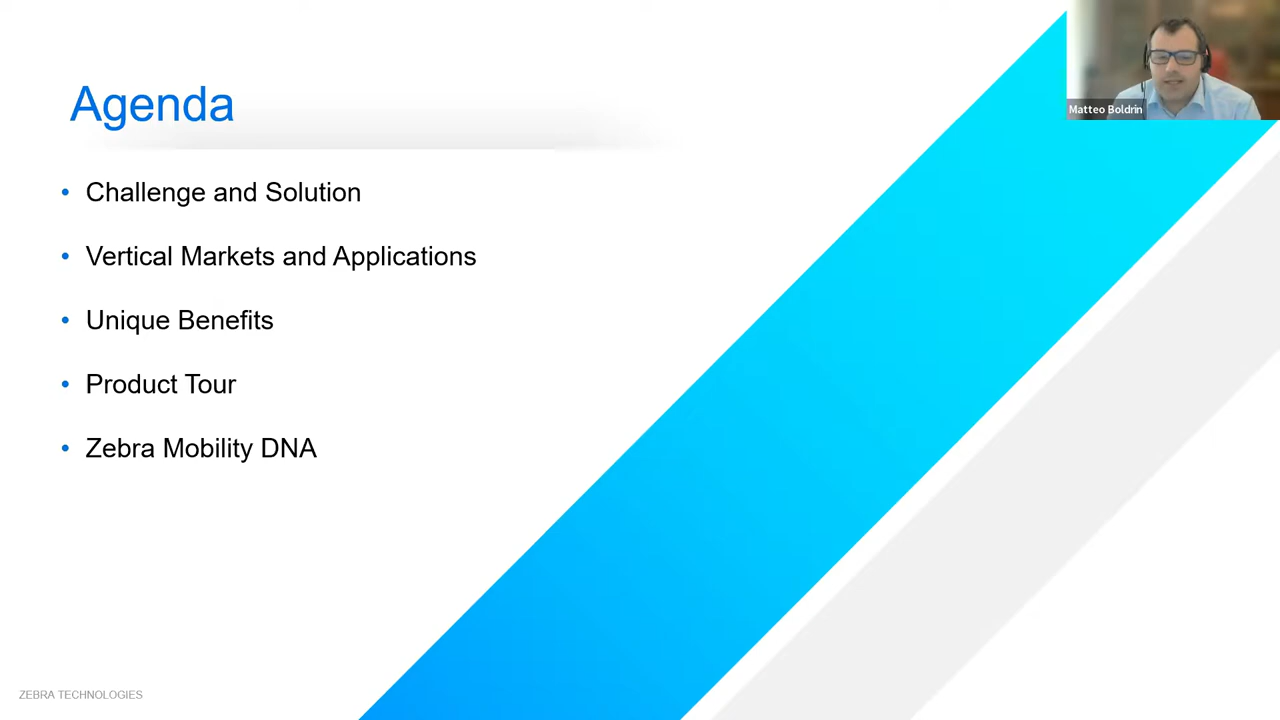 Agenda
• Challenge and Solution
• Vertical Markets and Applications
• Unique Benefits
• Product Tour
• Zebra Mobility DNA
Matteo Boldrin
ZEBRA TECHNOLOGIES